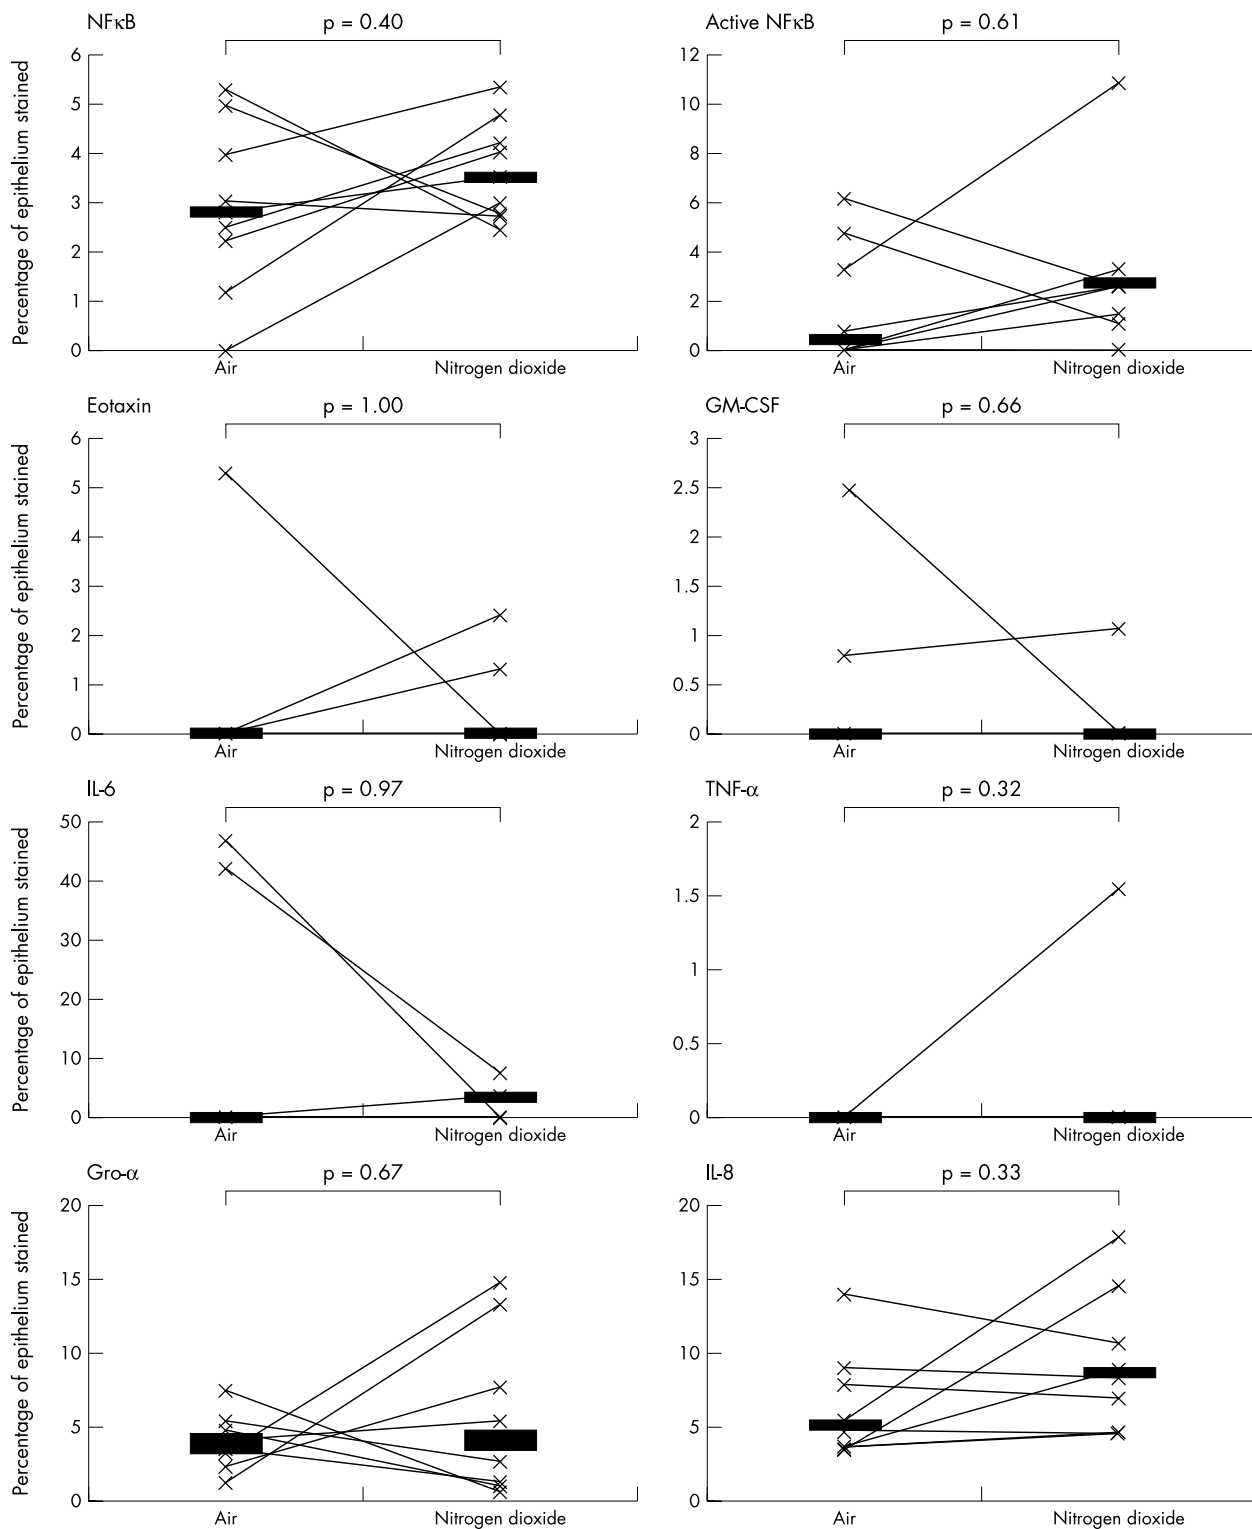 NFκB
p = 0.40
Percentage of epithelium stained
6
5
4
3
2
1
0
Air
Nitrogen dioxide
Active NFκB
p = 0.61
12
10
8
6
4
2
0
Air
Nitrogen dioxide
Eotaxin
p = 1.00
Percentage of epithelium stained
6
5
4
3
2
1
0
Air
Nitrogen dioxide
GM-CSF
p = 0.66
3
2.5
2
1.5
1
0.5
0
Air
Nitrogen dioxide
IL-6
p = 0.97
Percentage of epithelium stained
50
40
30
20
10
0
Air
Nitrogen dioxide
TNF-α
p = 0.32
2
1.5
1
0.5
0
Air
Nitrogen dioxide
Gro-α
p = 0.67
Percentage of epithelium stained
20
15
10
5
0
Air
Nitrogen dioxide
IL-8
p = 0.33
20
15
10
5
0
Air
Nitrogen dioxide